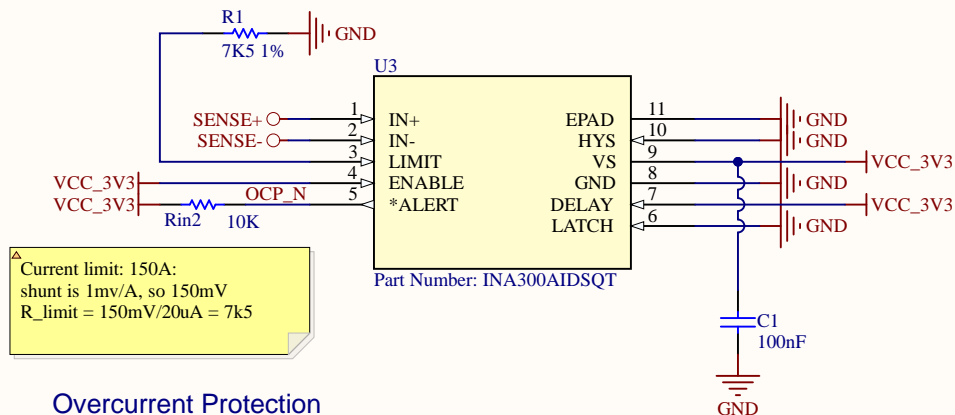 R1
GND
7K5 1%
U3
SENSE+ 1 IN+ EPAD 11 GND
SENSE- 2 IN- HYS 10 GND
3 LIMIT VS 9 VCC_3V3
VCC_3V3 4 ENABLE GND 8 GND
VCC_3V3 OCP_N 5 *ALERT DELAY 7 VCC_3V3
Rin2 10K LATCH 6 GND
Part Number: INA300AIDSQT
Current limit: 150A:
shunt is 1mv/A, so 150mV
R_limit = 150mV/20uA = 7k5
C1
100nF
GND
Overcurrent Protection